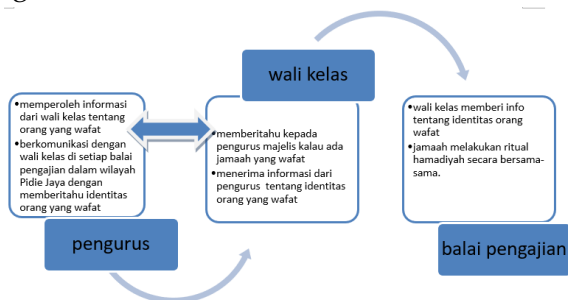 •memperoleh informasi
dari wali kelas tentang
orang yang wafat
•berkomunikasi dengan
wali kelas di setiap balai
pengajian dalam wilayah
Pidie Jaya dengan
memberitahu identitas
orang yang wafat
pengurus
wali kelas
•memberitahu kepada
pengurus majelis kalau ada
jamaah yang wafat
•menerima informasi dari
pengurus tentang identitas
orang yang wafat
•wali kelas memberi info
tentang identitas orang
wafat
•jamaah melakukan ritual
hamadiyah secara bersama-
sama.
balai pengajian